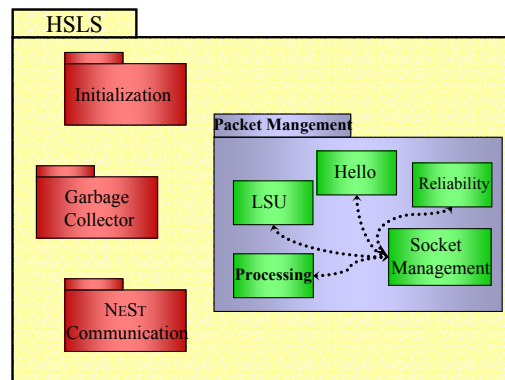 HSLS
Initialization
Garbage
Collector
NEST
Communication
Packet Mangement
Hello
Reliability
LSU
Socket
Management
Processing